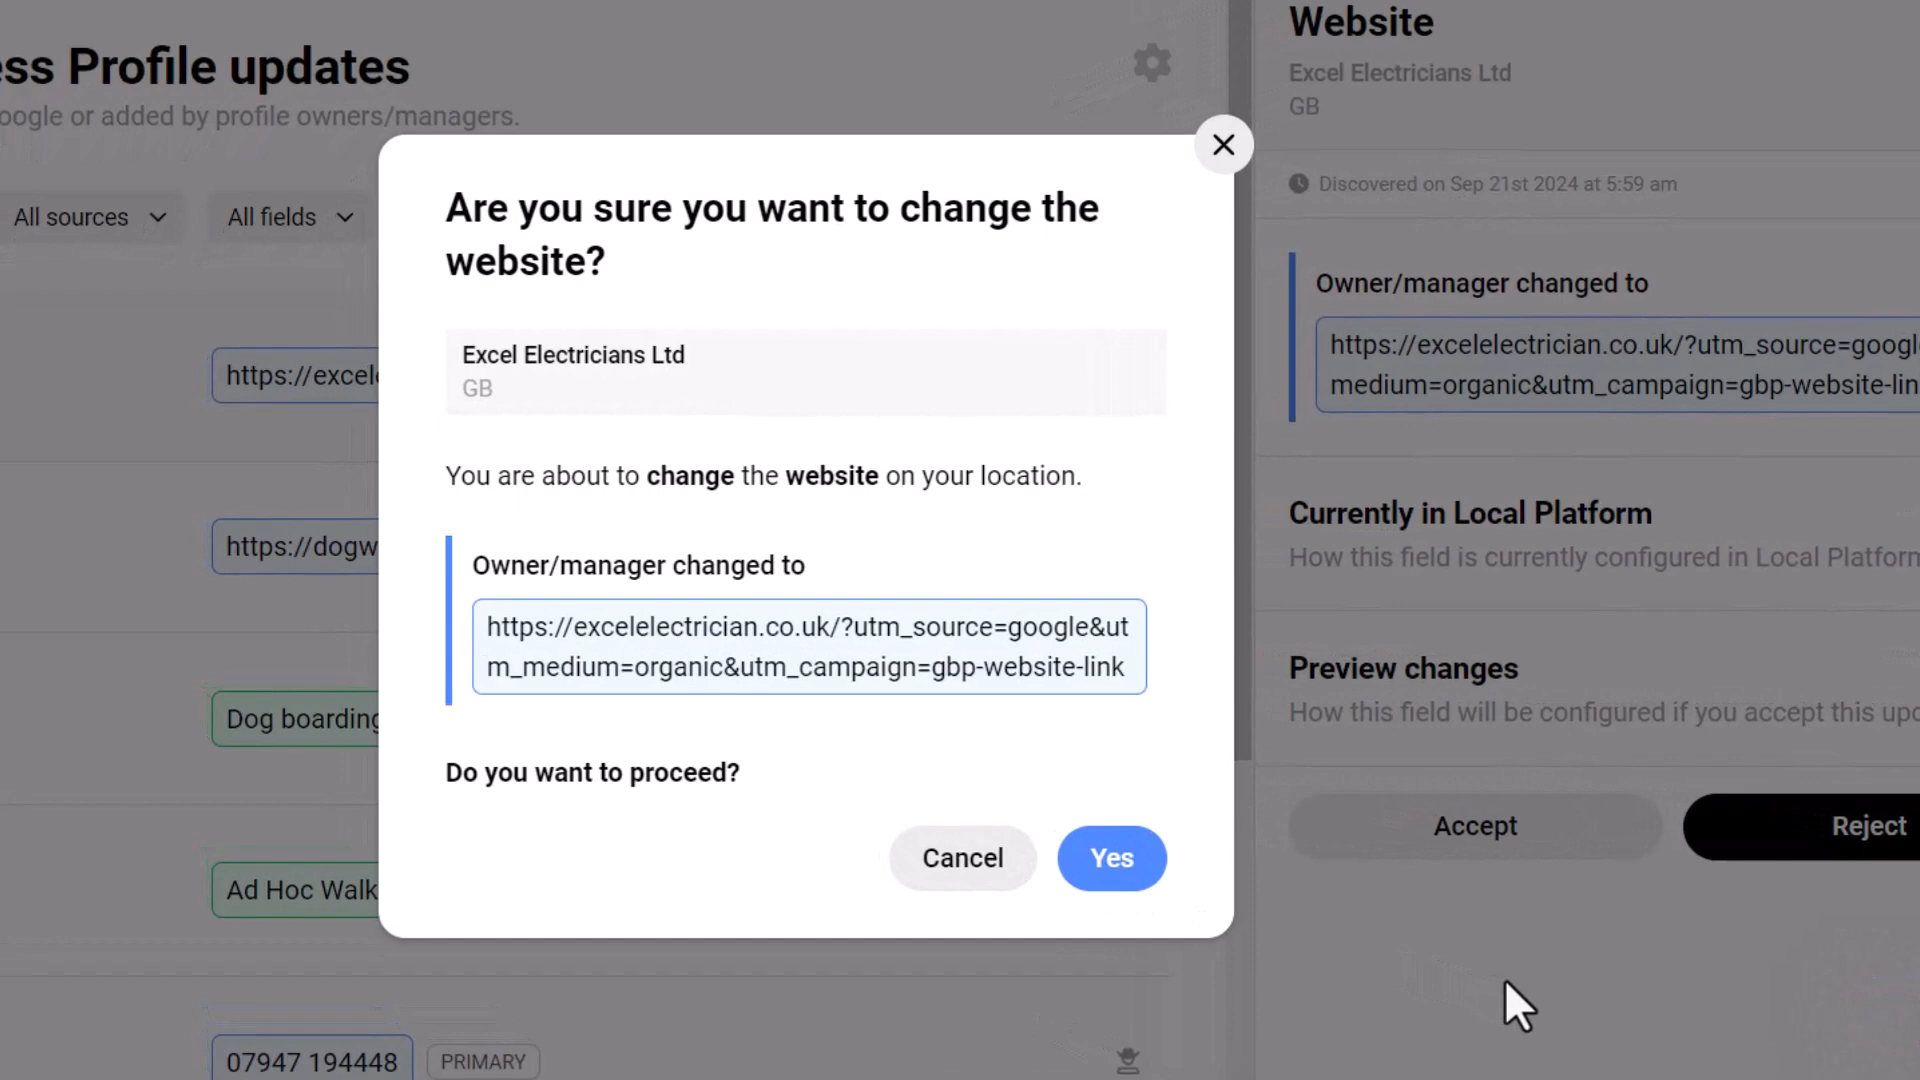 ess Profile updates
oogle or added by profile owners/managers.
All sources
All fields
https://excel
https://dogw
Dog boarding
Ad Hoc Walk
07947 194448
PRIMARY
Are you sure you want to change the
website?
Excel Electricians Ltd
GB
You are about to change the website on your location.
Owner/manager changed to
https://excelelectrician.co.uk/?utm_source=google&ut
m_medium=organic&utm_campaign=gbp-website-link
Do you want to proceed?
Cancel
Yes
Website
Excel Electricians Ltd
GB
Discovered on Sep 21st 2024 at 5:59 am
Owner/manager changed to
https://excelelectrician.co.uk/?utm_source=googl
medium=organic&utm_campaign=gbp-website-lin
Currently in Local Platform
How this field is currently configured in Local Platform
Preview changes
How this field will be configured if you accept this upd
Accept
Reject